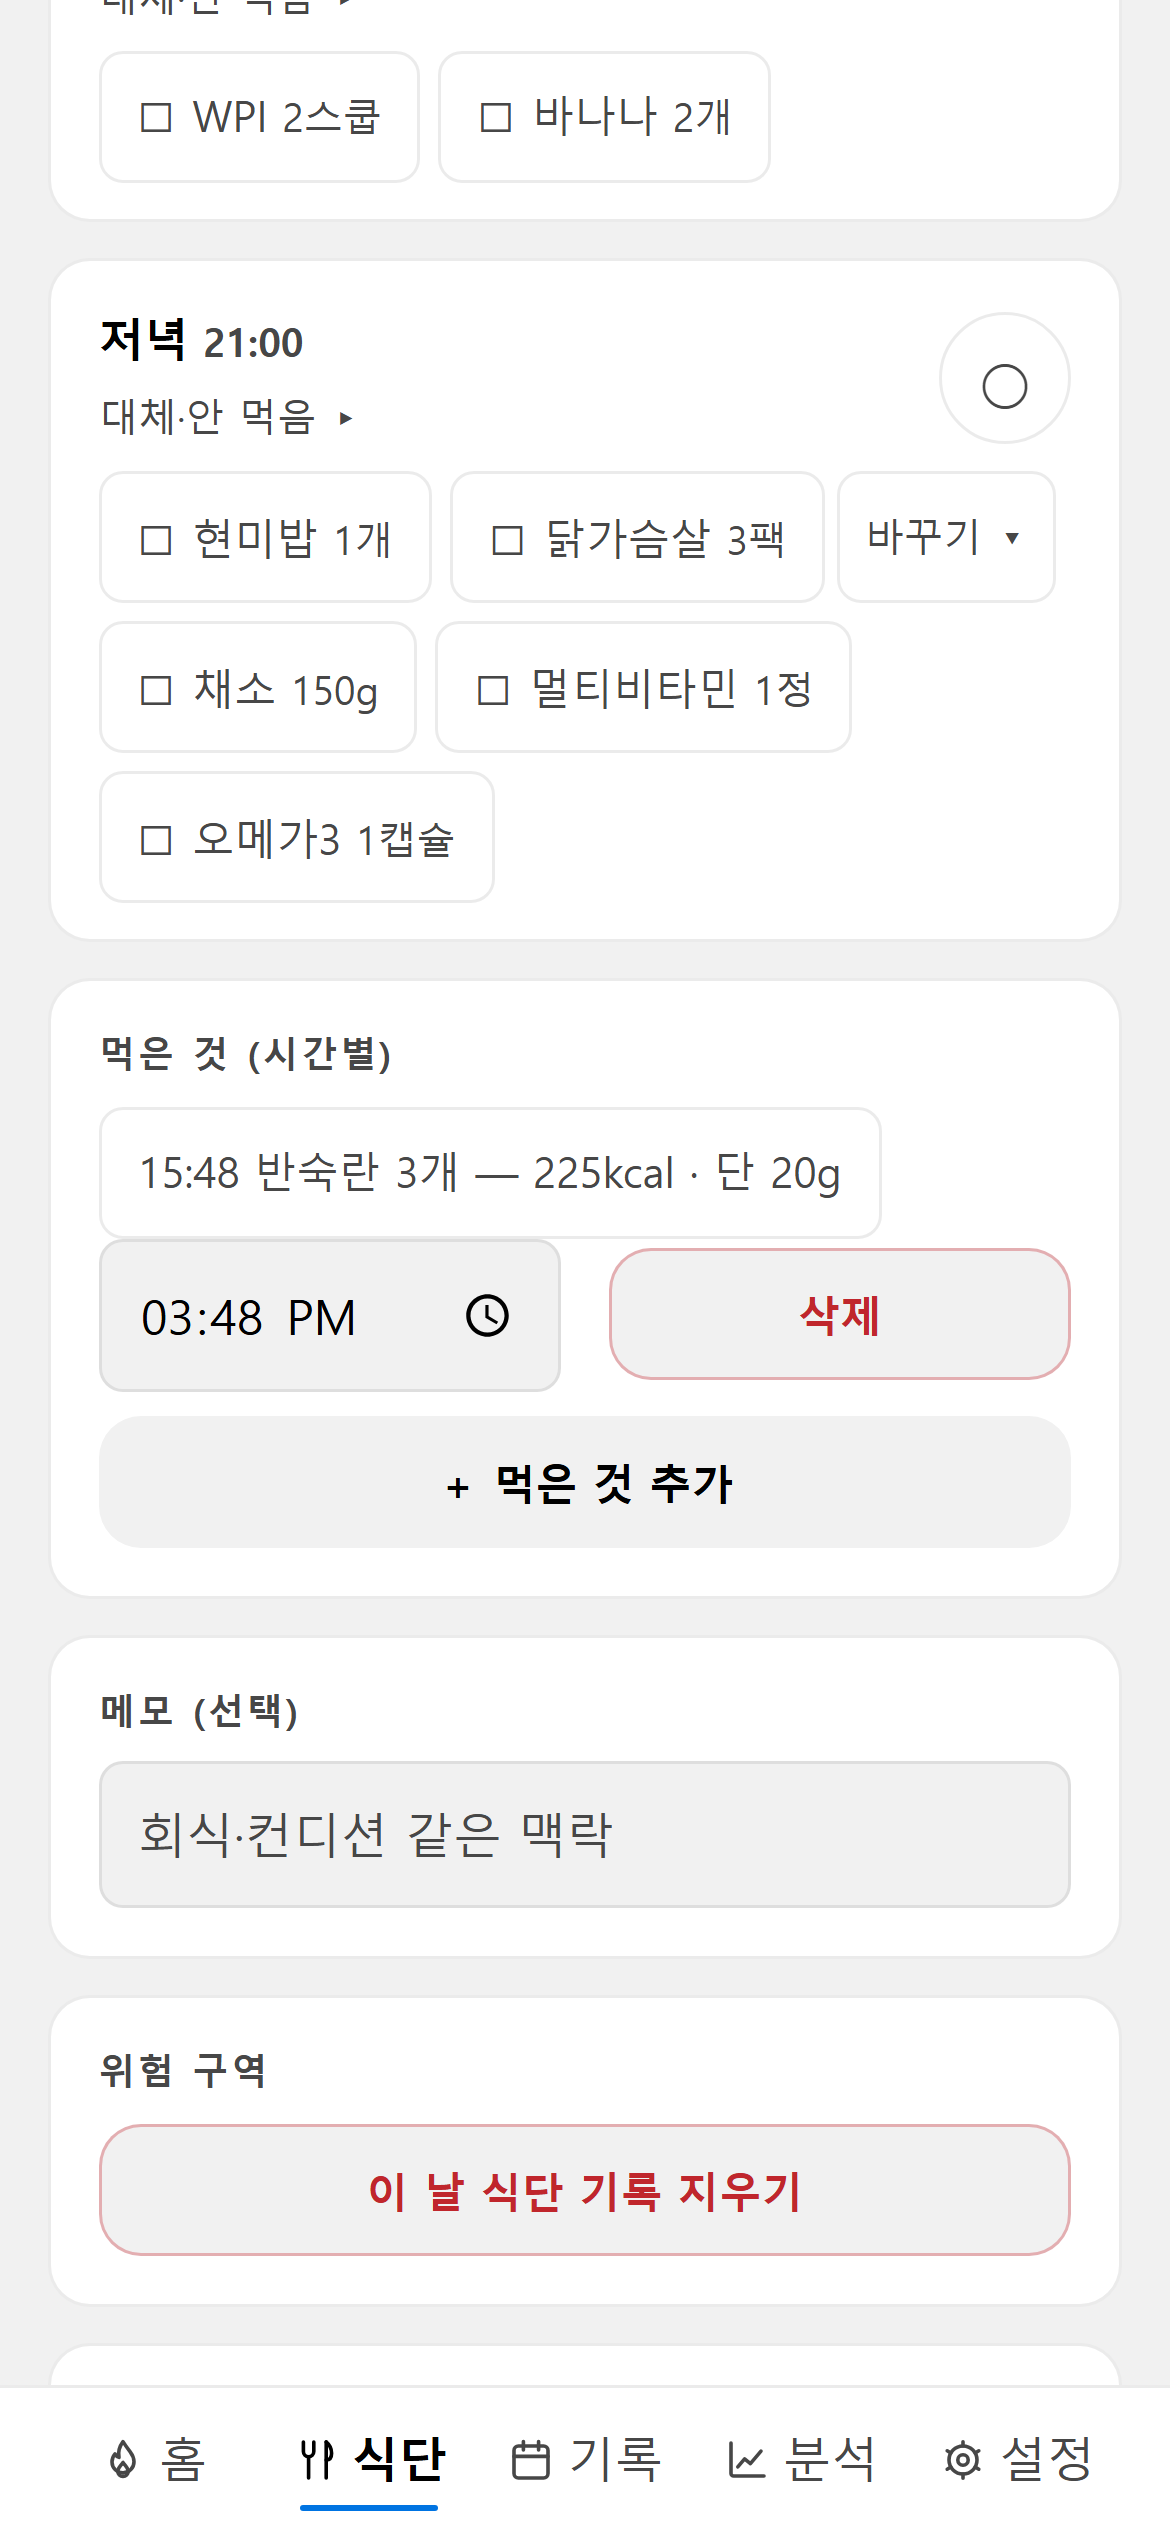 대체·안 먹음 ▸
☐ WPI 2스쿱 ☐ 바나나 2개
저녁 21:00
대체·안 먹음 ▸
☐ 현미밥 1개 ☐ 닭가슴살 3팩 바꾸기 ▾
☐ 채소 150g ☐ 멀티비타민 1정
☐ 오메가3 1캡슐
먹은 것 (시간별)
15:48 반숙란 3개 — 225kcal · 단 20g
03:48 PM 삭제
+ 먹은 것 추가
메모 (선택)
회식·컨디션 같은 맥락
위험 구역
이 날 식단 기록 지우기
홈 식단 기록 분석 설정